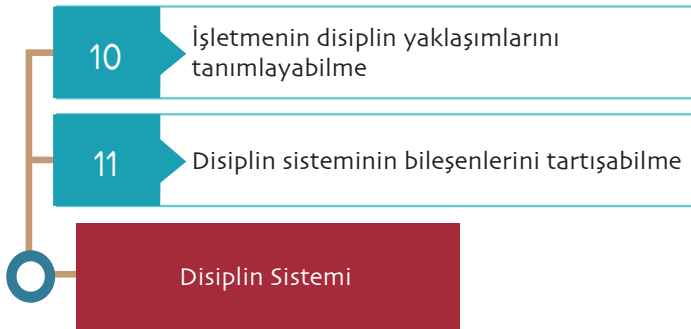 10
İşletmenin disiplin yaklaşımlarını
tanımlayabilme
11
Disiplin sisteminin bileşenlerini tartışabilme
Disiplin Sistemi